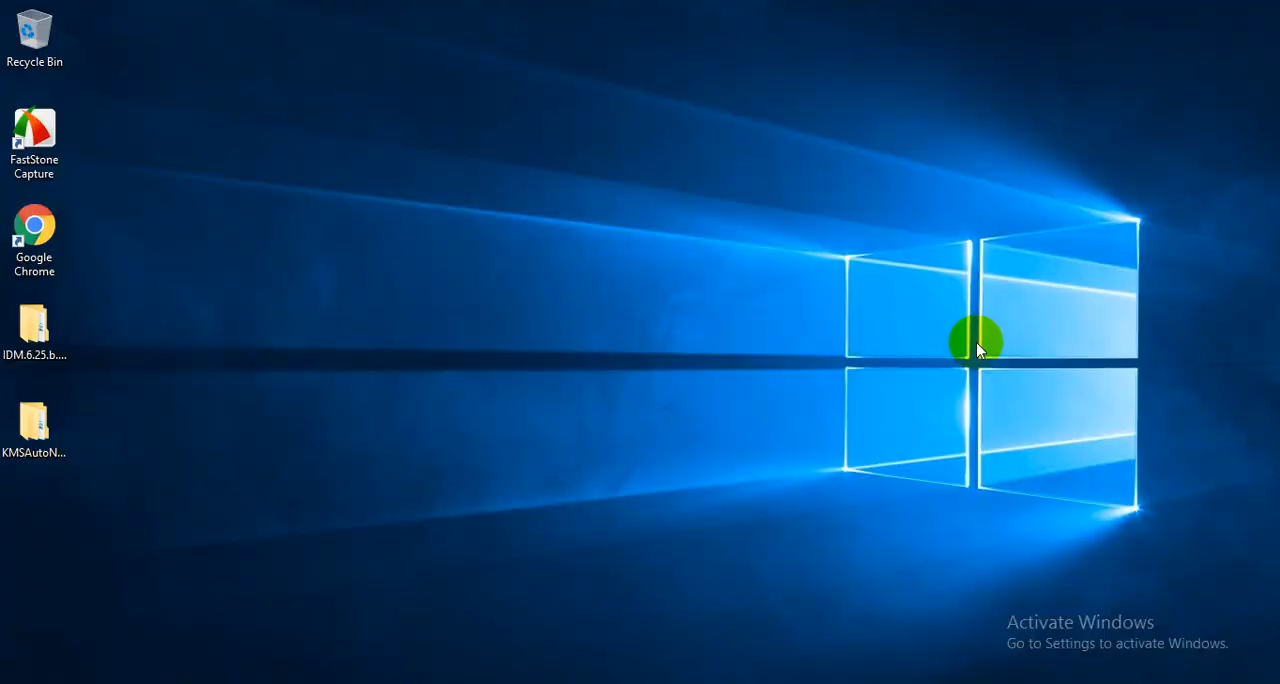 Recycle Bin
FastStone
Capture
Google
Chrome
IDM.6.25.b....
KMSAutoN...
Activate Windows
Go to Settings to activate Windows.